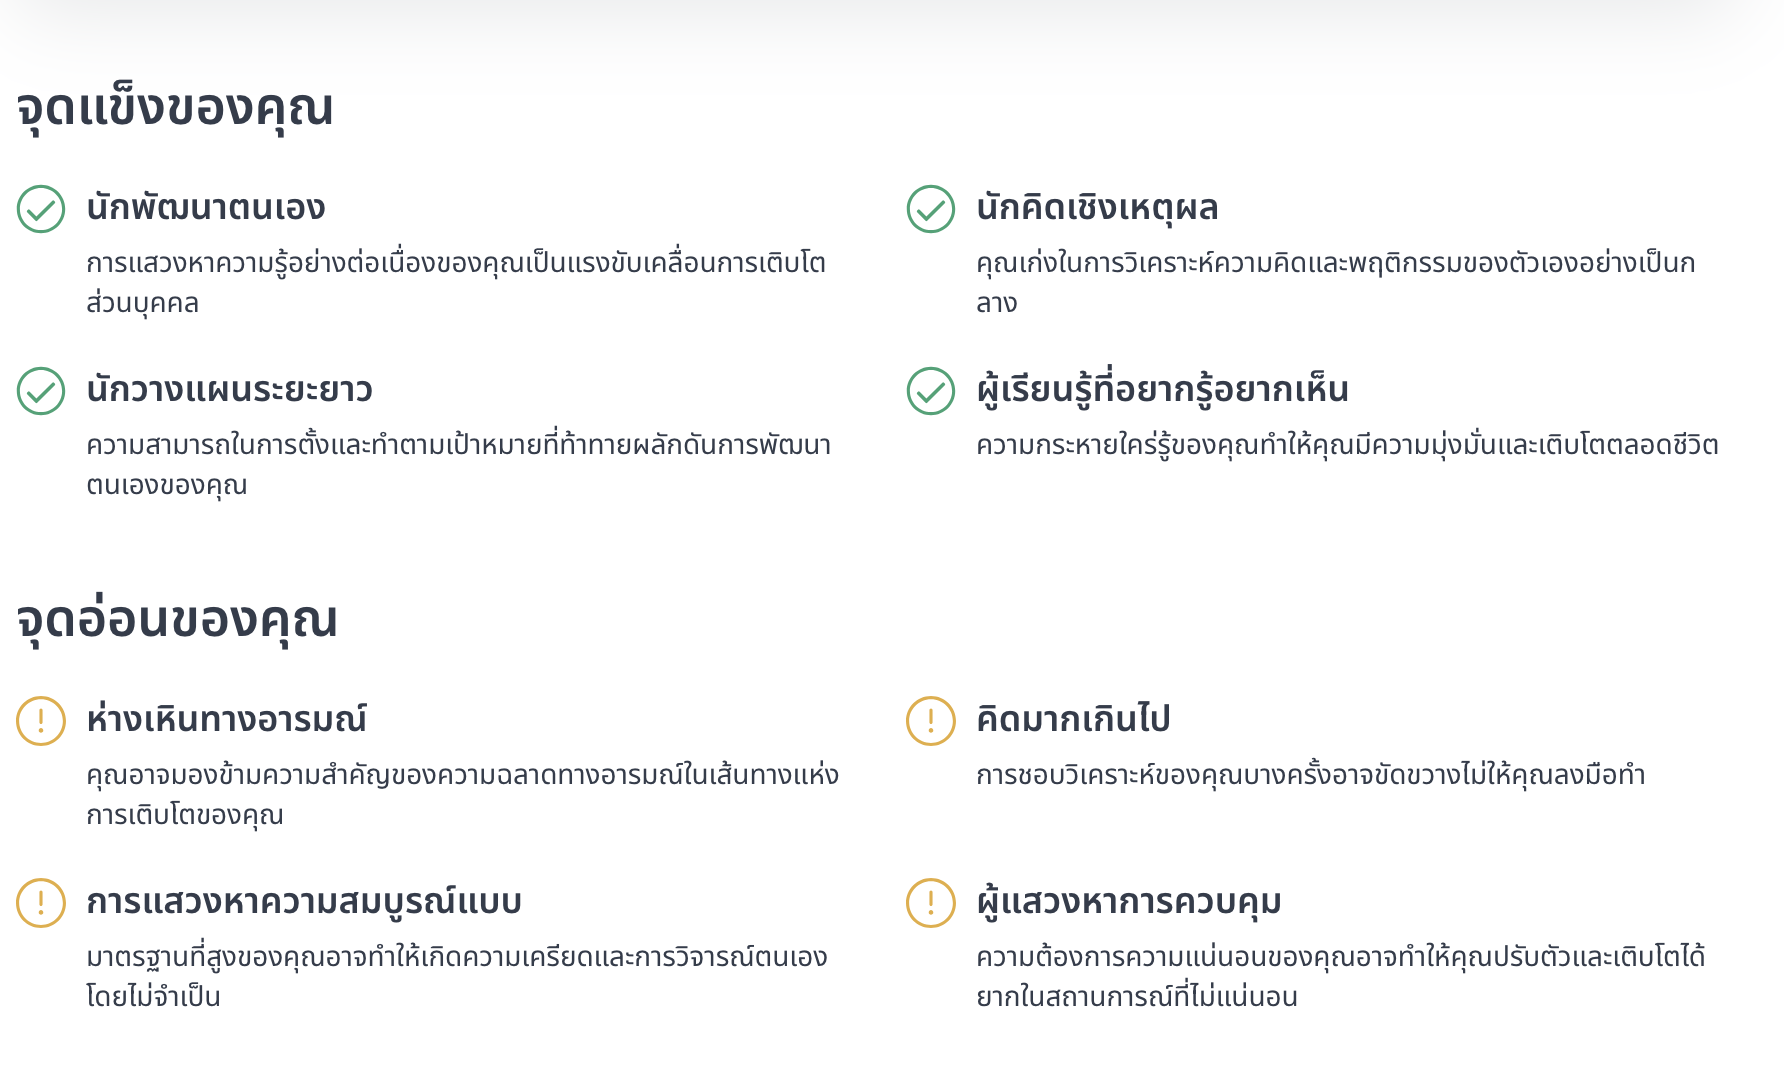 จุดแข็งของคุณ
นักพัฒนาตนเอง
การแสวงหาความรู้อย่างต่อเนื่องของคุณเป็นแรงขับเคลื่อนการเติบโต
ส่วนบุคคล
นักคิดเชิงเหตุผล
คุณเก่งในการวิเคราะห์ความคิดและพฤติกรรมของตัวเองอย่างเป็นก
ลาง
นักวางแผนระยะยาว
ความสามารถในการตั้งและทำตามเป้าหมายที่ท้าทายผลักดันการพัฒนา
ตนเองของคุณ
ผู้เรียนรู้ที่อยากรู้อยากเห็น
ความกระหายใคร่รู้ของคุณทำให้คุณมีความมุ่งมั่นและเติบโตตลอดชีวิต
จุดอ่อนของคุณ
ห่างเหินทางอารมณ์
คุณอาจมองข้ามความสำคัญของความฉลาดทางอารมณ์ในเส้นทางแห่ง
การเติบโตของคุณ
คิดมากเกินไป
การชอบวิเคราะห์ของคุณบางครั้งอาจขัดขวางไม่ให้คุณลงมือทำ
การแสวงหาความสมบูรณ์แบบ
มาตรฐานที่สูงของคุณอาจทำให้เกิดความเครียดและการวิจารณ์ตนเอง
โดยไม่จำเป็น
ผู้แสวงหาการควบคุม
ความต้องการความแน่นอนของคุณอาจทำให้คุณปรับตัวและเติบโตได้
ยากในสถานการณ์ที่ไม่แน่นอน